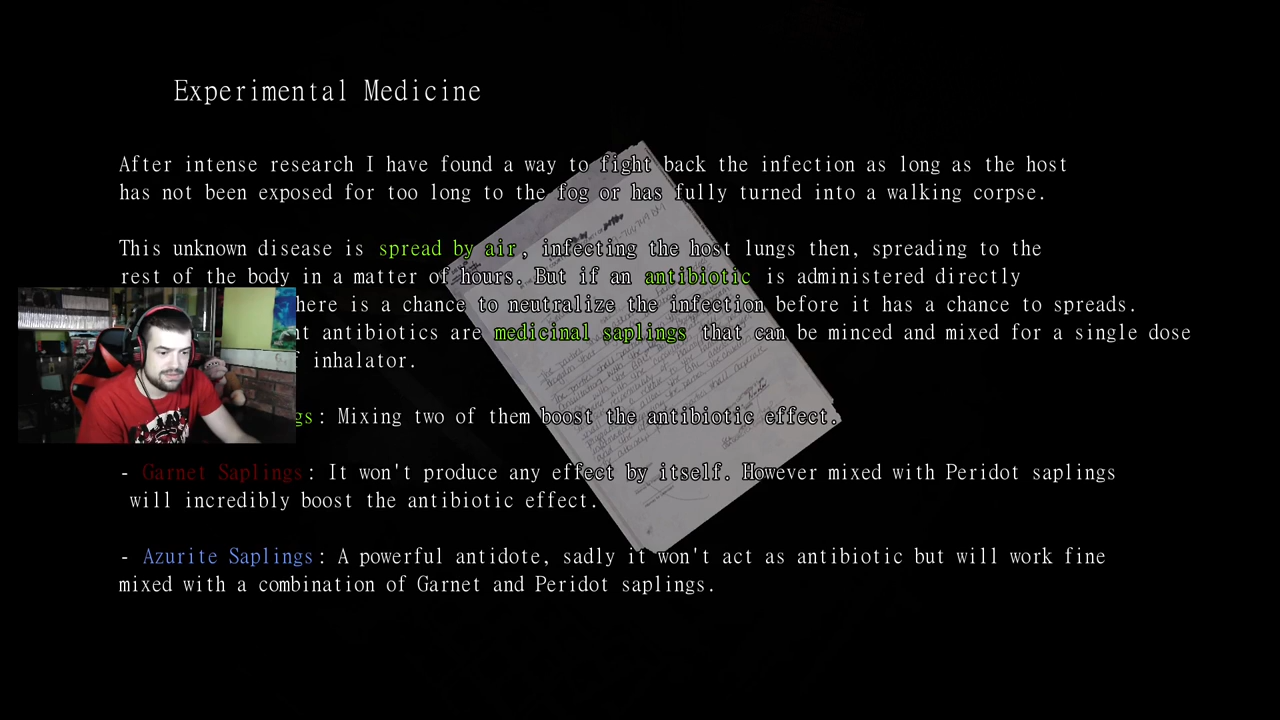 Experimental Medicine
After intense research I have found a way to fight back the infection as long as the host
has not been exposed for too long to the fog or has fully turned into a walking corpse.
This unknown disease is spread by air, infecting the host lungs then, spreading to the
rest of the body in a matter of hours. But if an antibiotic is administered directly
here is a chance to neutralize the infection before it has a chance to spreads.
nt antibiotics are medicinal saplings that can be minced and mixed for a single dose
f inhalator.
gs: Mixing two of them boost the antibiotic effect.
- Garnet Saplings: It won't produce any effect by itself. However mixed with Peridot saplings
will incredibly boost the antibiotic effect.
- Azurite Saplings: A powerful antidote, sadly it won't act as antibiotic but will work fine
mixed with a combination of Garnet and Peridot saplings.